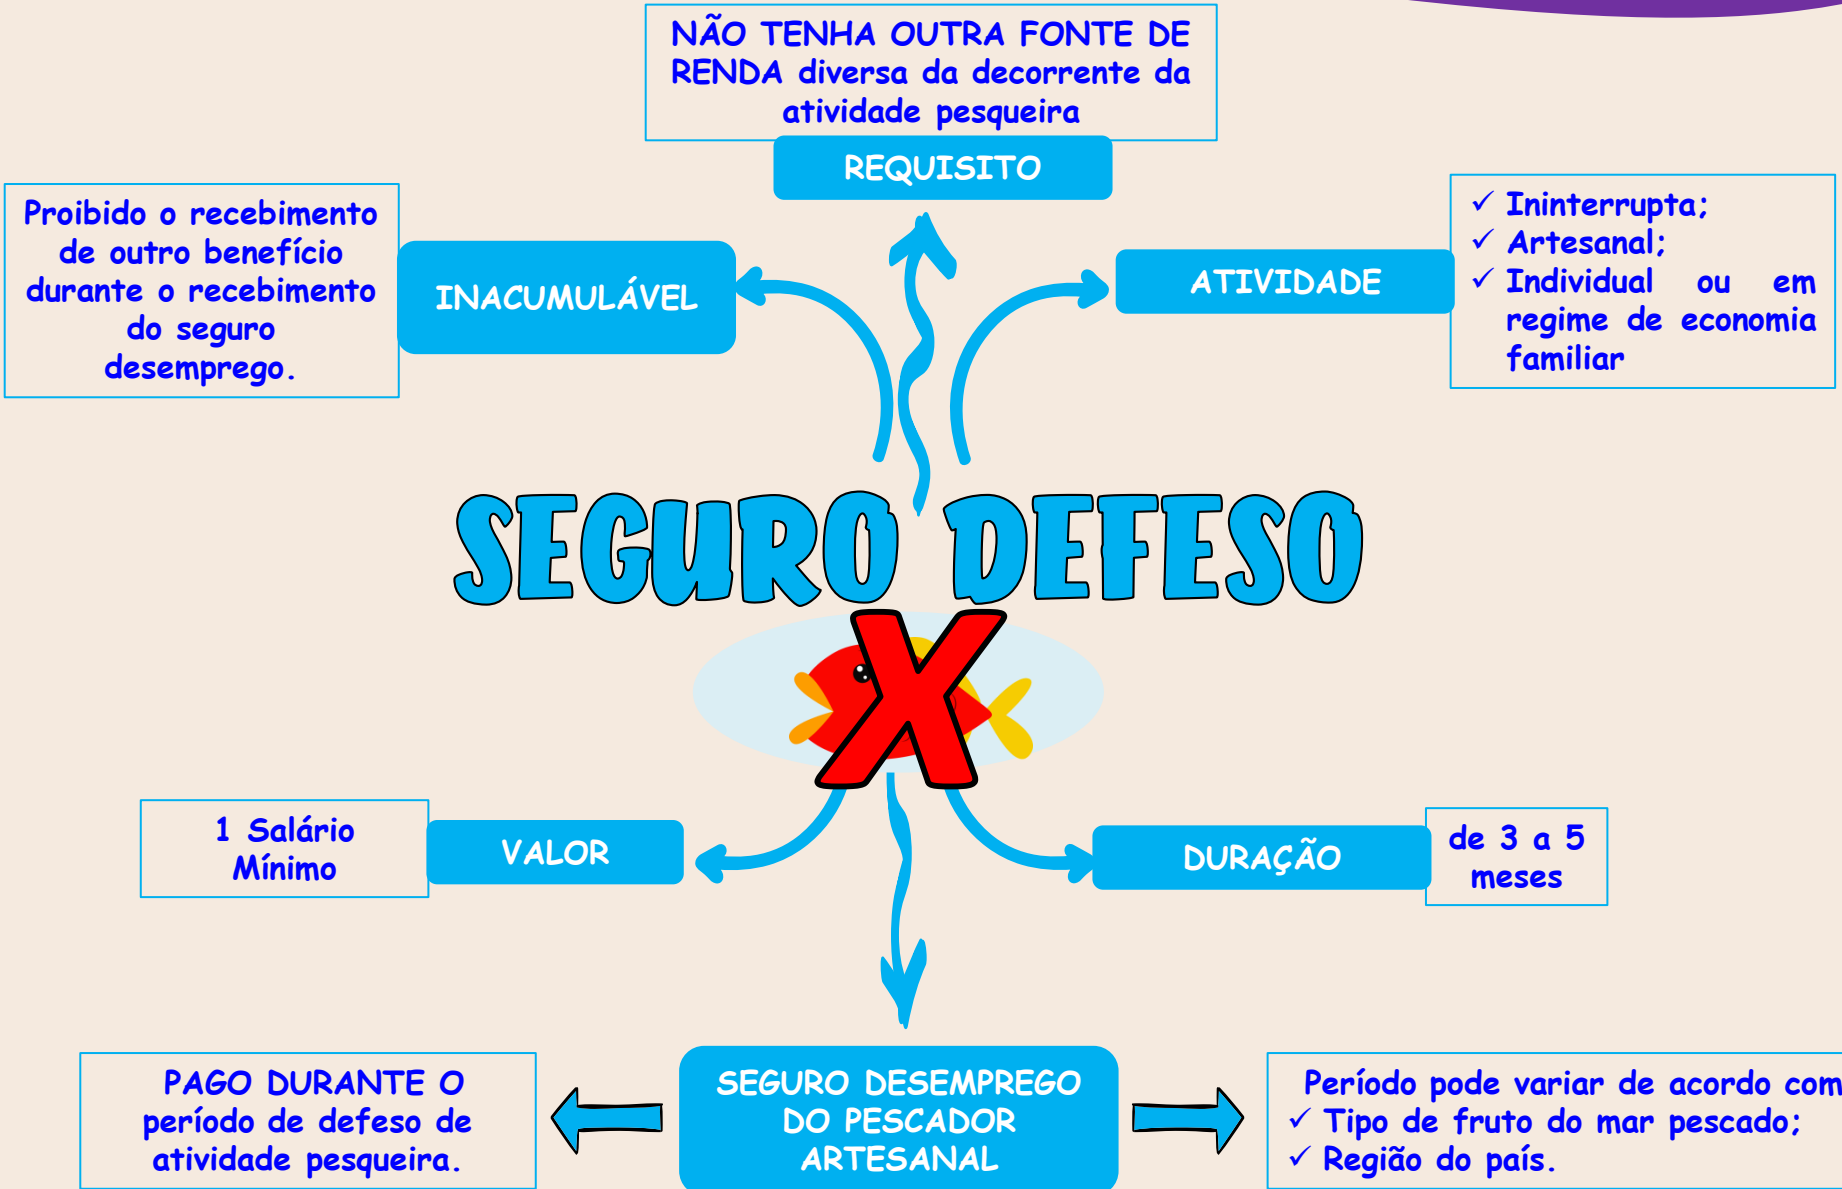 NÃO TENHA OUTRA FONTE DE
RENDA diversa da decorrente da
atividade pesqueira
REQUISITO
Proibido o recebimento
de outro benefício
durante o recebimento
do seguro
desemprego.
INACUMULÁVEL
ATIVIDADE
✓ Ininterrupta;
✓ Artesanal;
✓ Individual ou em
regime de economia
familiar
SEGURO DEFESO
X
1 Salário
Mínimo
VALOR
DURAÇÃO
de 3 a 5
meses
PAGO DURANTE O
período de defeso de
atividade pesqueira.
SEGURO DESEMPREGO
DO PESCADOR
ARTESANAL
Período pode variar de acordo com
✓ Tipo de fruto do mar pescado;
✓ Região do país.